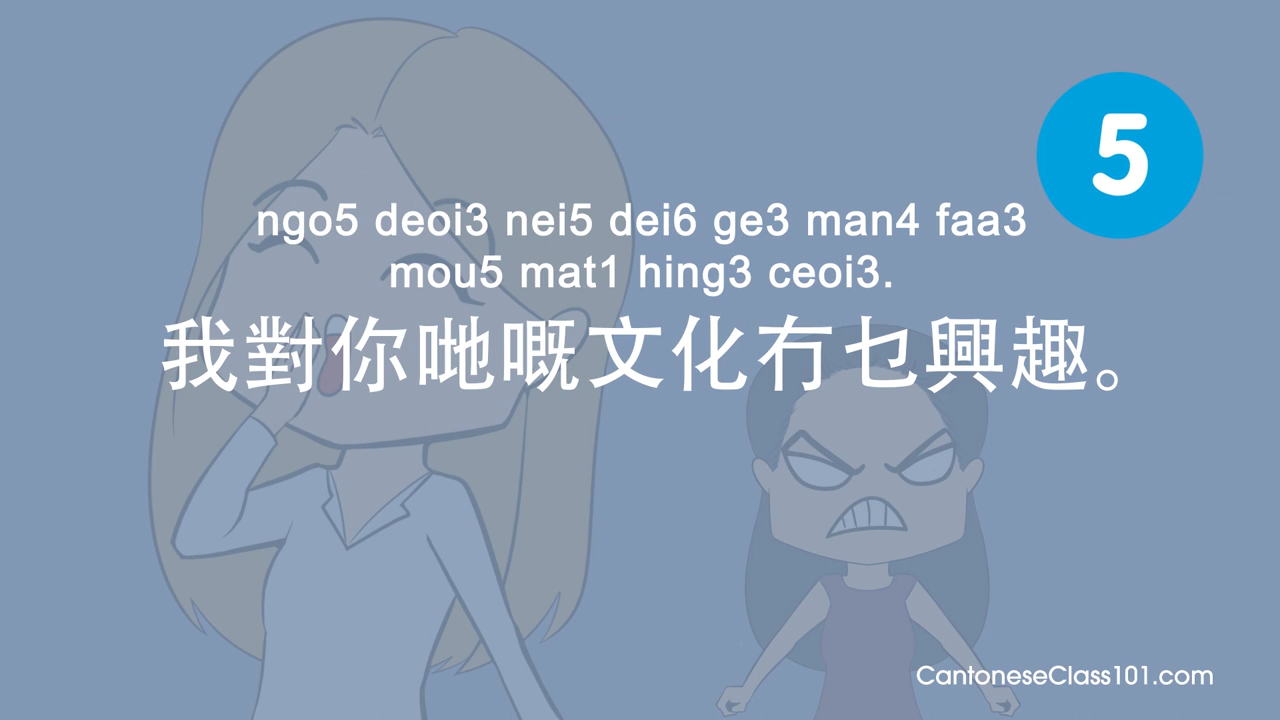 5
ngo5 deoi3 nei5 dei6 ge3 man4 faa3
mou5 mat1 hing3 ceoi3.
我對你哋嘅文化冇乜興趣。
CantoneseClass101.com